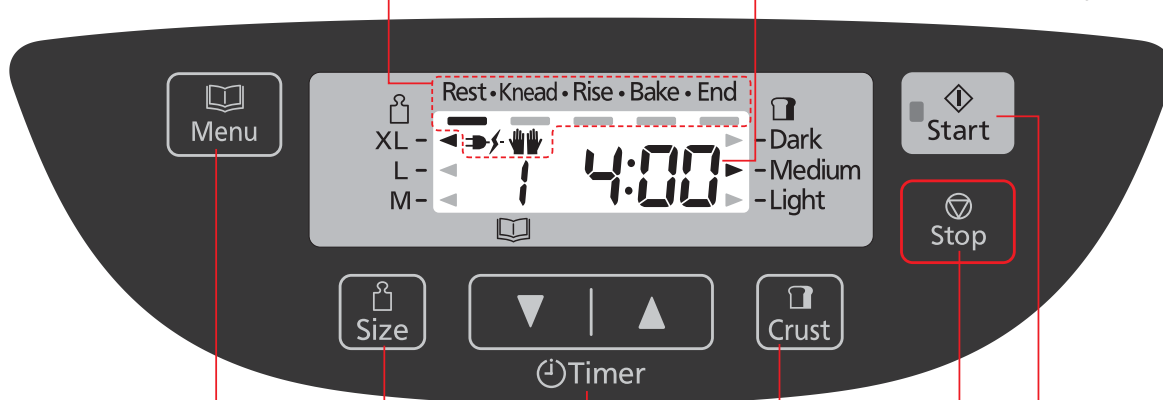 Rest • Knead • Rise • Bake • End
Menu
XL
L
M
1
4:00
Dark
Medium
Light
Start
Stop
Size
Crust
Timer